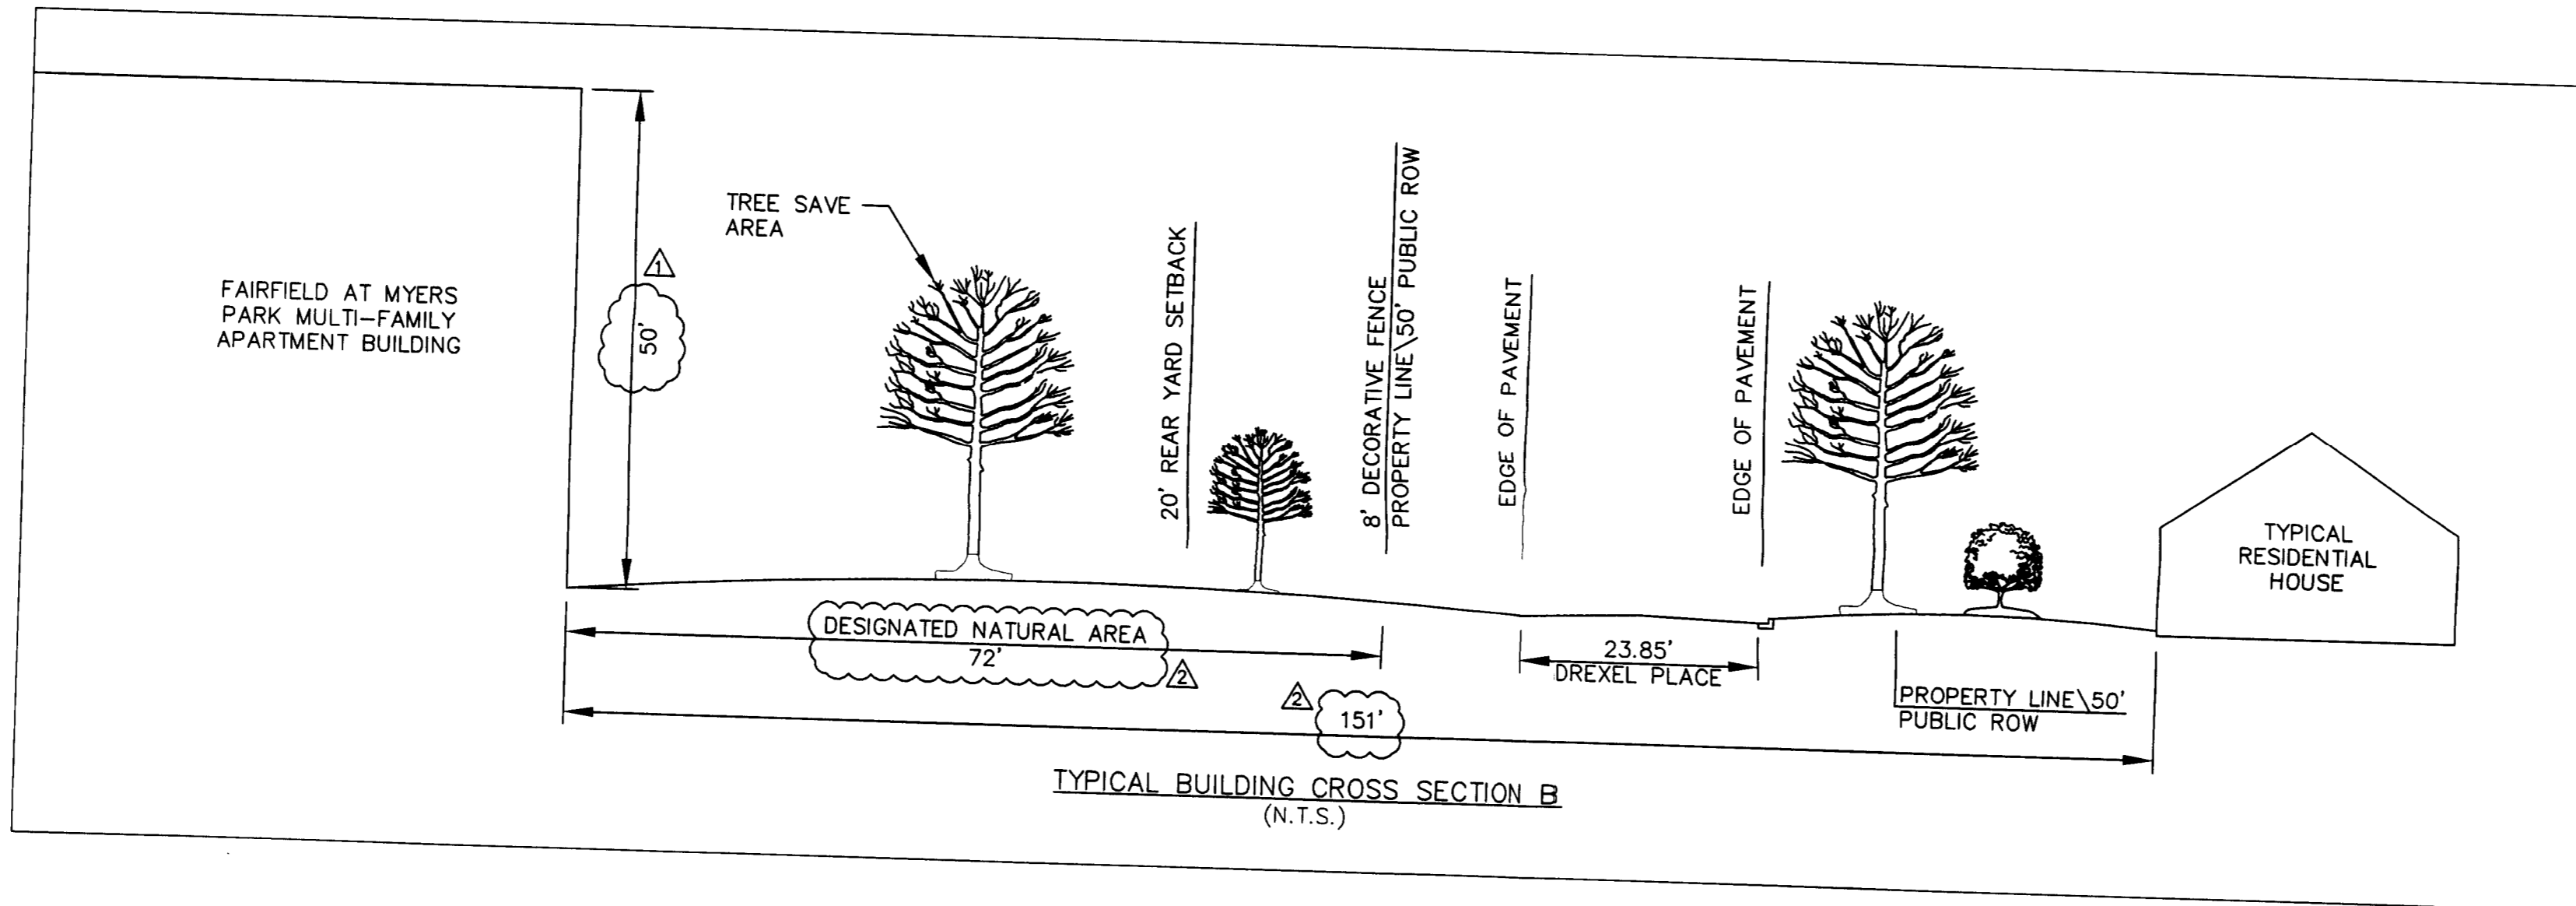 FAIRFIELD AT MYERS
PARK MULTI-FAMILY
APARTMENT BUILDING
1
50'
TREE SAVE
AREA
20' REAR YARD SETBACK
8' DECORATIVE FENCE
PROPERTY LINE\50' PUBLIC ROW
EDGE OF PAVEMENT
EDGE OF PAVEMENT
TYPICAL
RESIDENTIAL
HOUSE
DESIGNATED NATURAL AREA
72'
2
23.85'
DREXEL PLACE
2
151'
PROPERTY LINE\50'
PUBLIC ROW
TYPICAL BUILDING CROSS SECTION B
(N.T.S.)